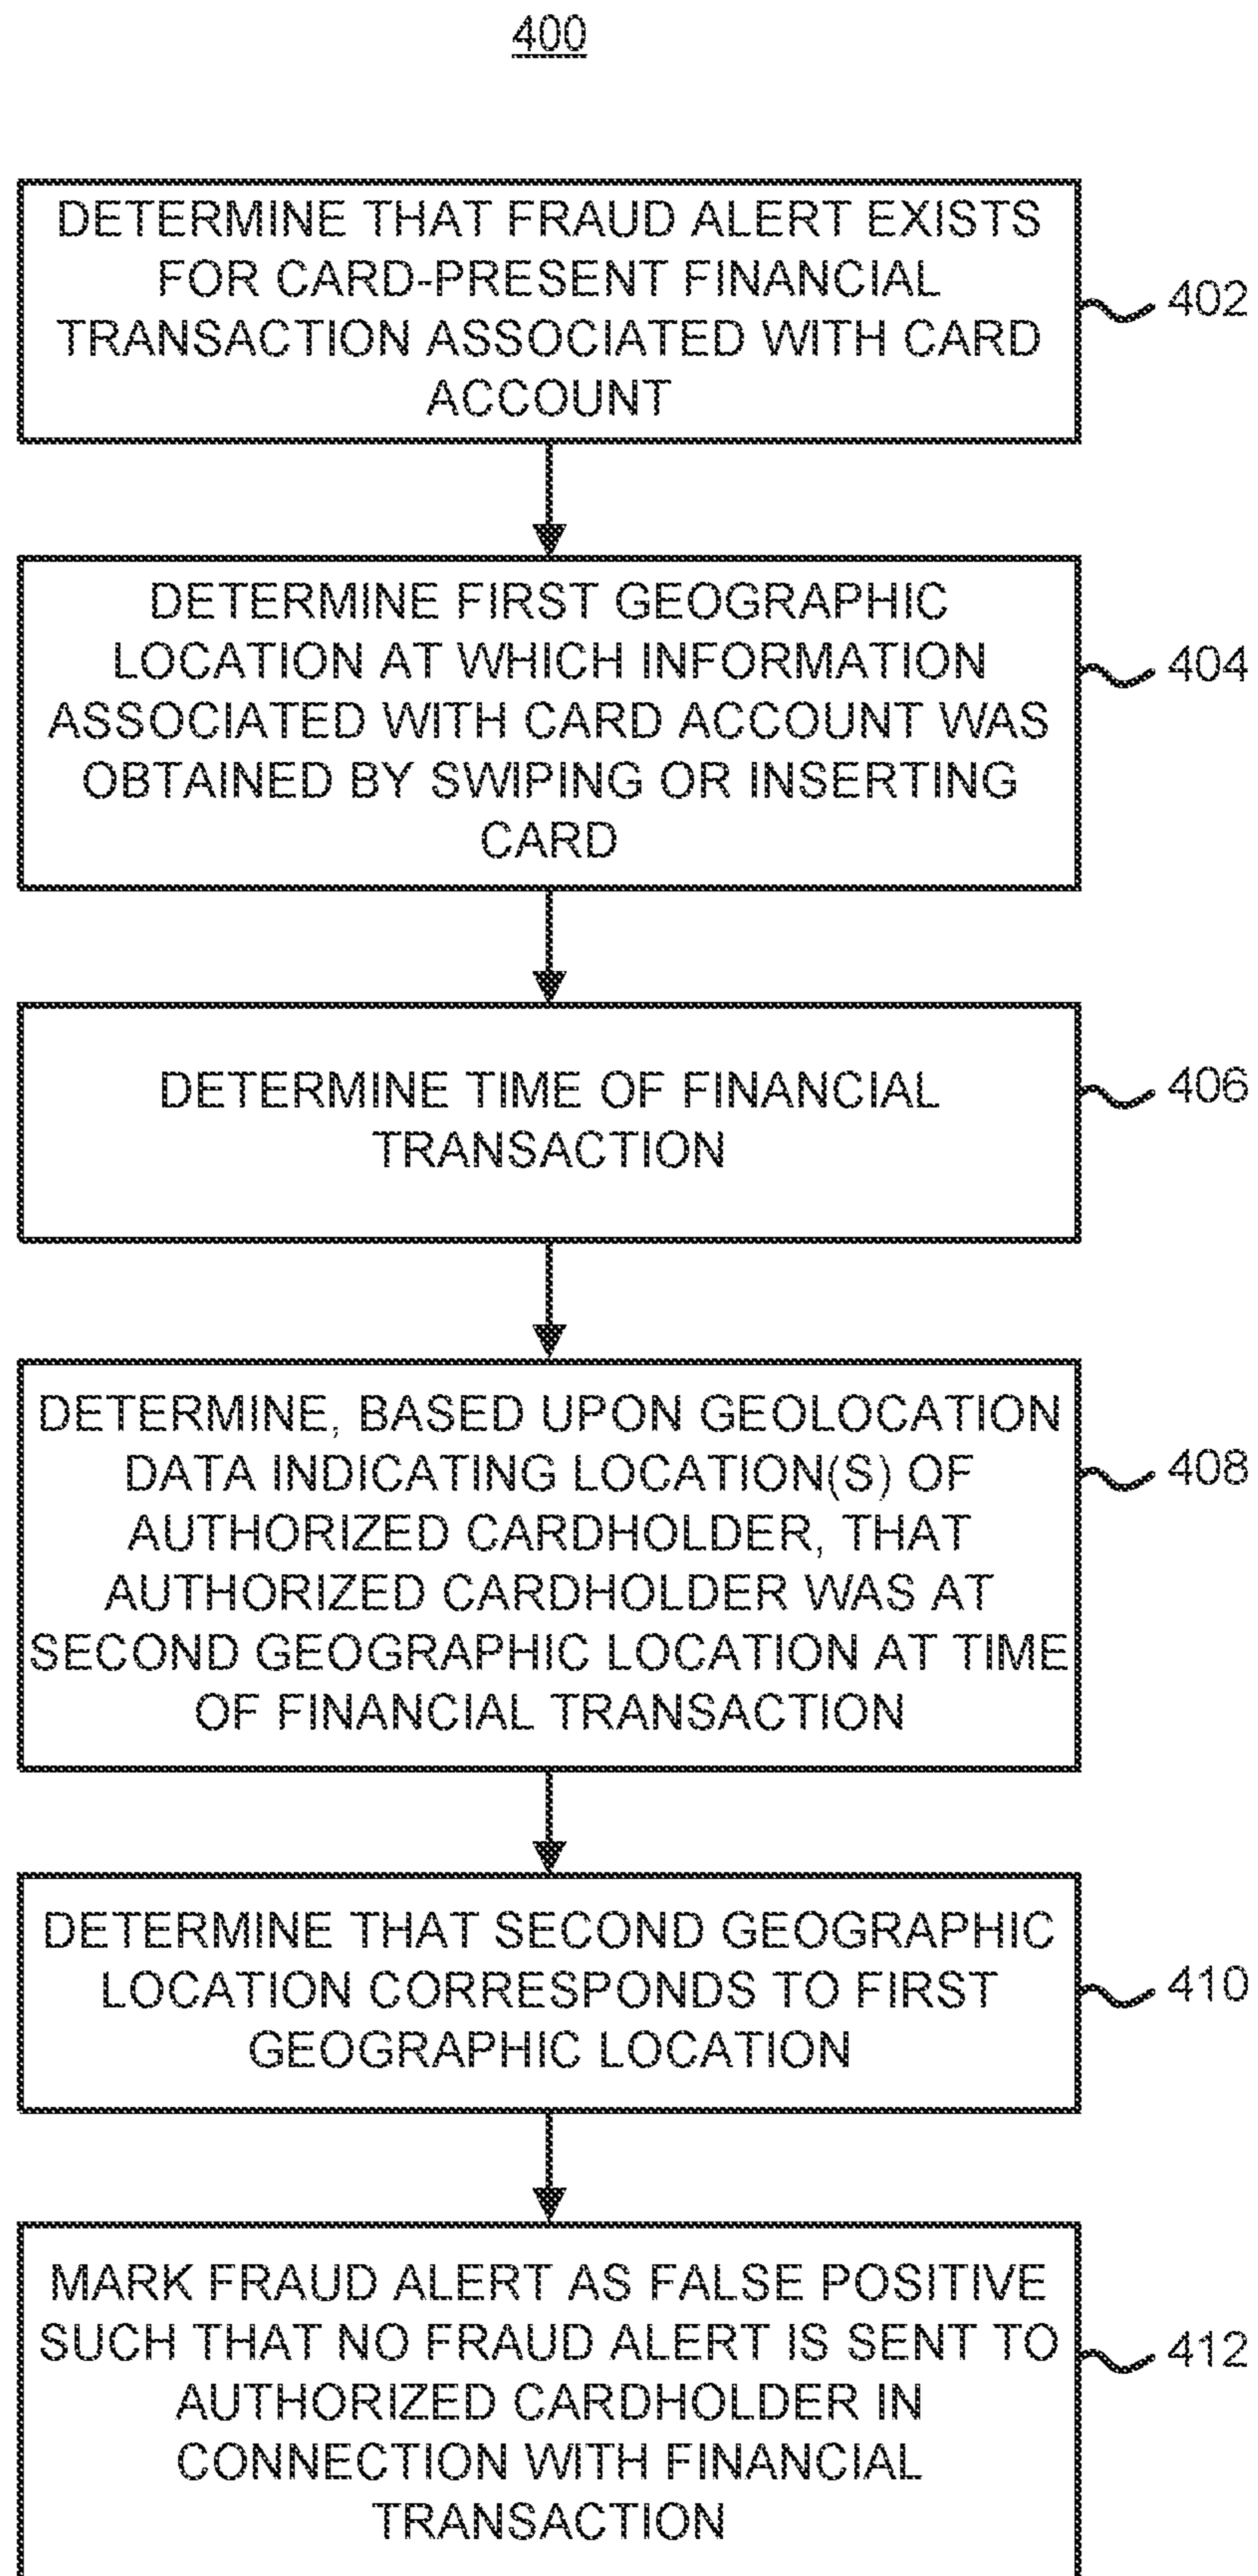 400
DETERMINE THAT FRAUD ALERT EXISTS
FOR CARD-PRESENT FINANCIAL
TRANSACTION ASSOCIATED WITH CARD
ACCOUNT
402
DETERMINE FIRST GEOGRAPHIC
LOCATION AT WHICH INFORMATION
ASSOCIATED WITH CARD ACCOUNT WAS
OBTAINED BY SWIPING OR INSERTING
CARD
404
DETERMINE TIME OF FINANCIAL
TRANSACTION
406
DETERMINE, BASED UPON GEOLOCATION
DATA INDICATING LOCATION(S) OF
AUTHORIZED CARDHOLDER, THAT
AUTHORIZED CARDHOLDER WAS AT
SECOND GEOGRAPHIC LOCATION AT TIME
OF FINANCIAL TRANSACTION
408
DETERMINE THAT SECOND GEOGRAPHIC
LOCATION CORRESPONDS TO FIRST
GEOGRAPHIC LOCATION
410
MARK FRAUD ALERT AS FALSE POSITIVE
SUCH THAT NO FRAUD ALERT IS SENT TO
AUTHORIZED CARDHOLDER IN
CONNECTION WITH FINANCIAL
TRANSACTION
412